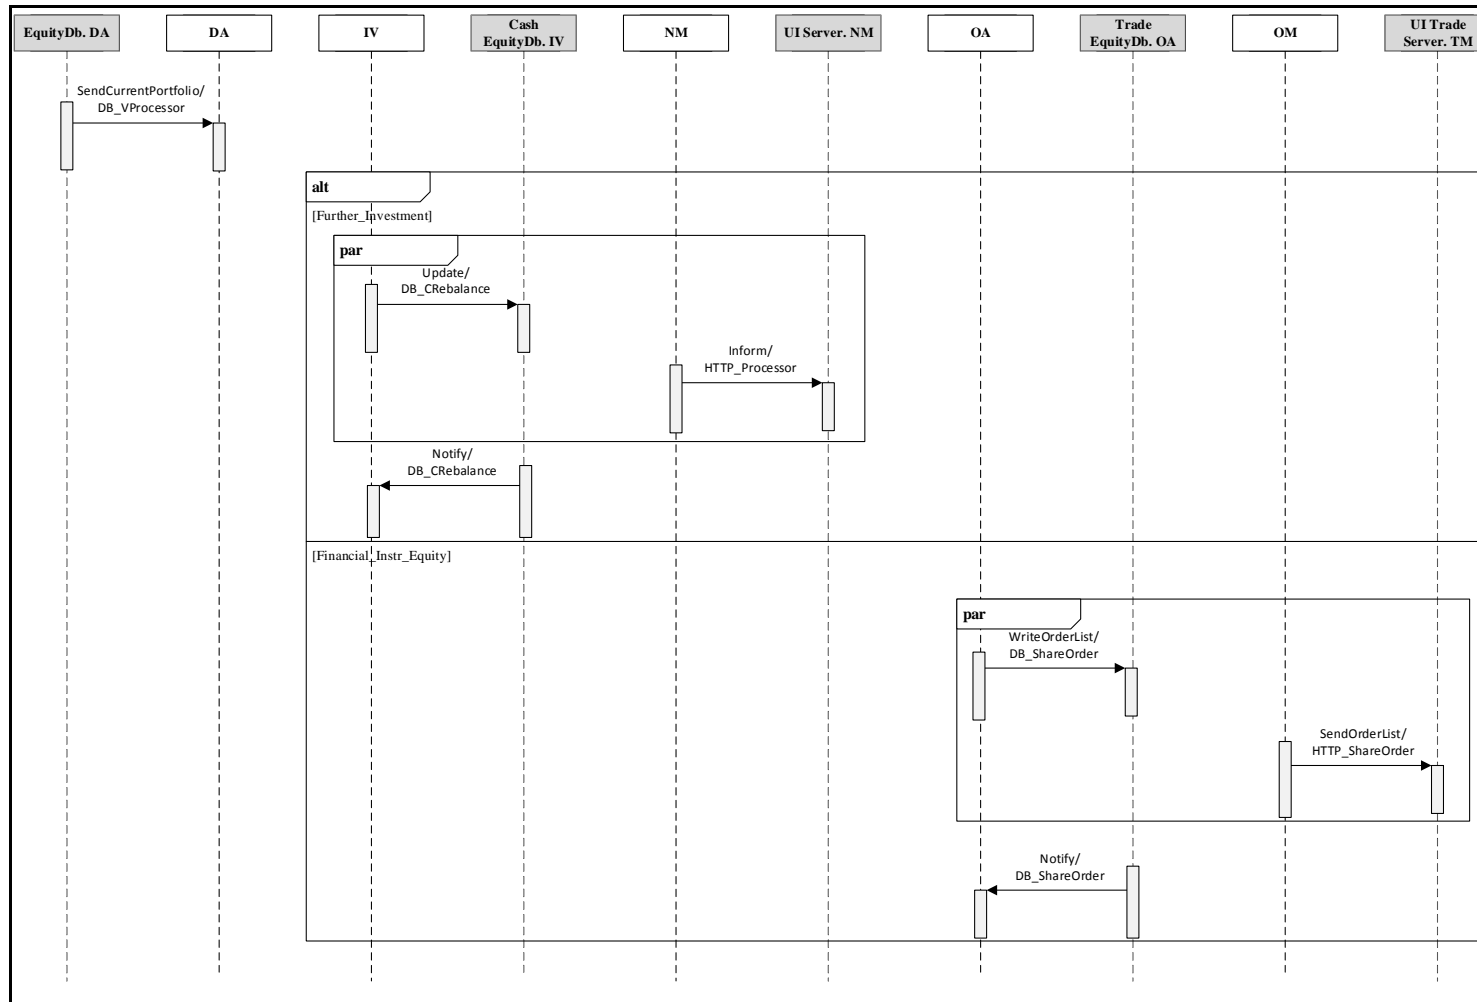 EquityDb. DA
DA
IV
Cash
EquityDb. IV
NM
UI Server. NM
OA
Trade
EquityDb. OA
OM
UI Trade
Server. TM
SendCurrentPortfolio/
DB_VProcessor
alt
[Further_Investment]
par
Update/
DB_CRebalance
Inform/
HTTP_Processor
Notify/
DB_CRebalance
[Financial_Instr_Equity]
par
WriteOrderList/
DB_ShareOrder
SendOrderList/
HTTP_ShareOrder
Notify/
DB_ShareOrder